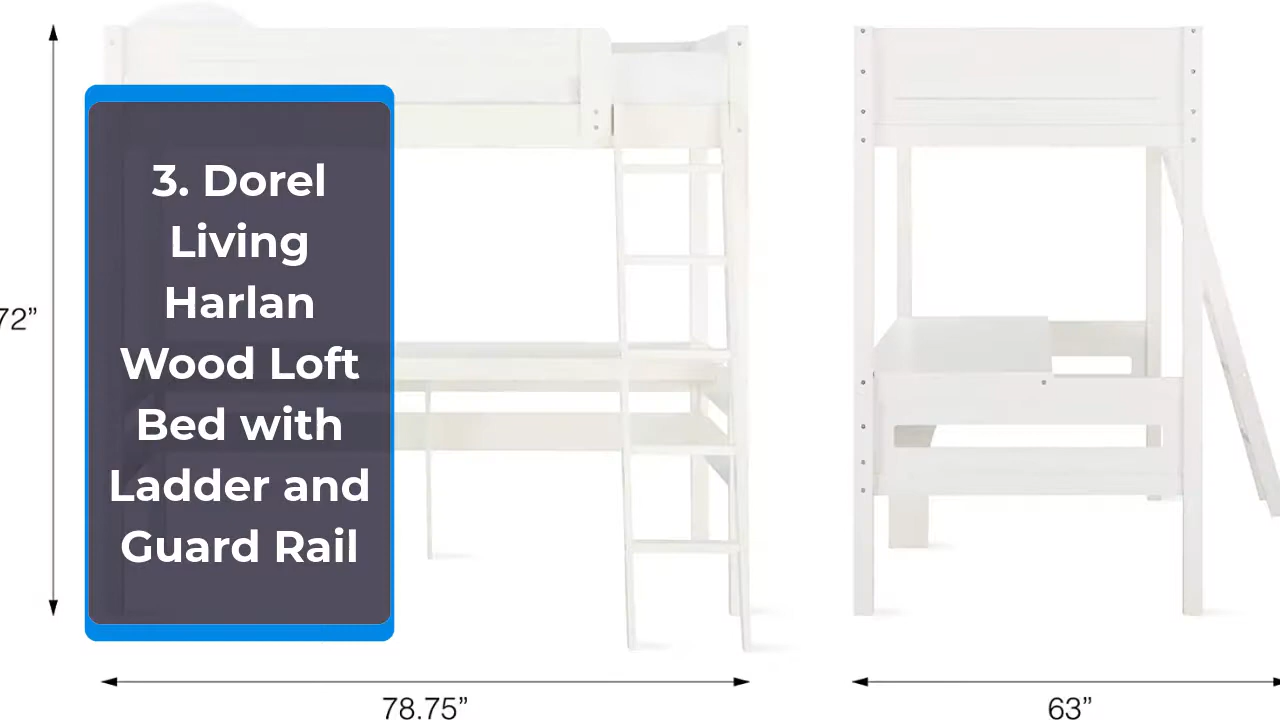 3. Dorel
Living
Harlan
Wood Loft
Bed with
Ladder and
Guard Rail
72”
78.75”
63”